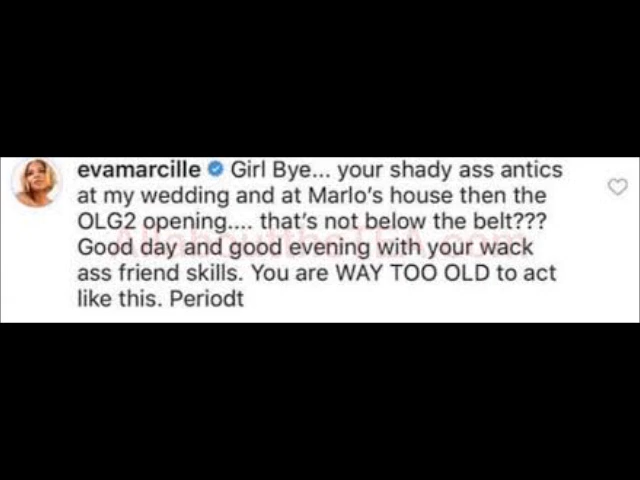 evamarcille Girl Bye... your shady ass antics
at my wedding and at Marlo's house then the
OLG2 opening.... that's not below the belt???
Good day and good evening with your wack
ass friend skills. You are WAY TOO OLD to act
like this. Periodt
AllabouttheTEA.com